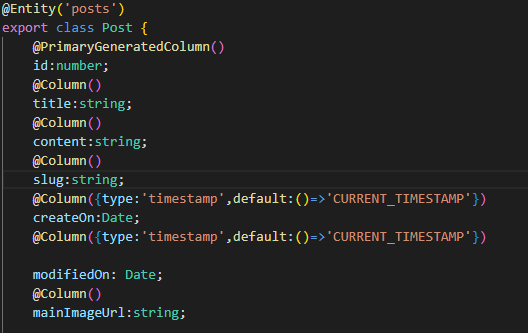 @Entity('posts')
export class Post {
@PrimaryGeneratedColumn()
id:number;
@Column()
title:string;
@Column()
content:string;
@Column()
slug:string;
@Column({type:'timestamp',default:()=>'CURRENT_TIMESTAMP'})
createOn:Date;
@Column({type:'timestamp',default:()=>'CURRENT_TIMESTAMP'})
modifiedOn: Date;
@Column()
mainImageUrl:string;